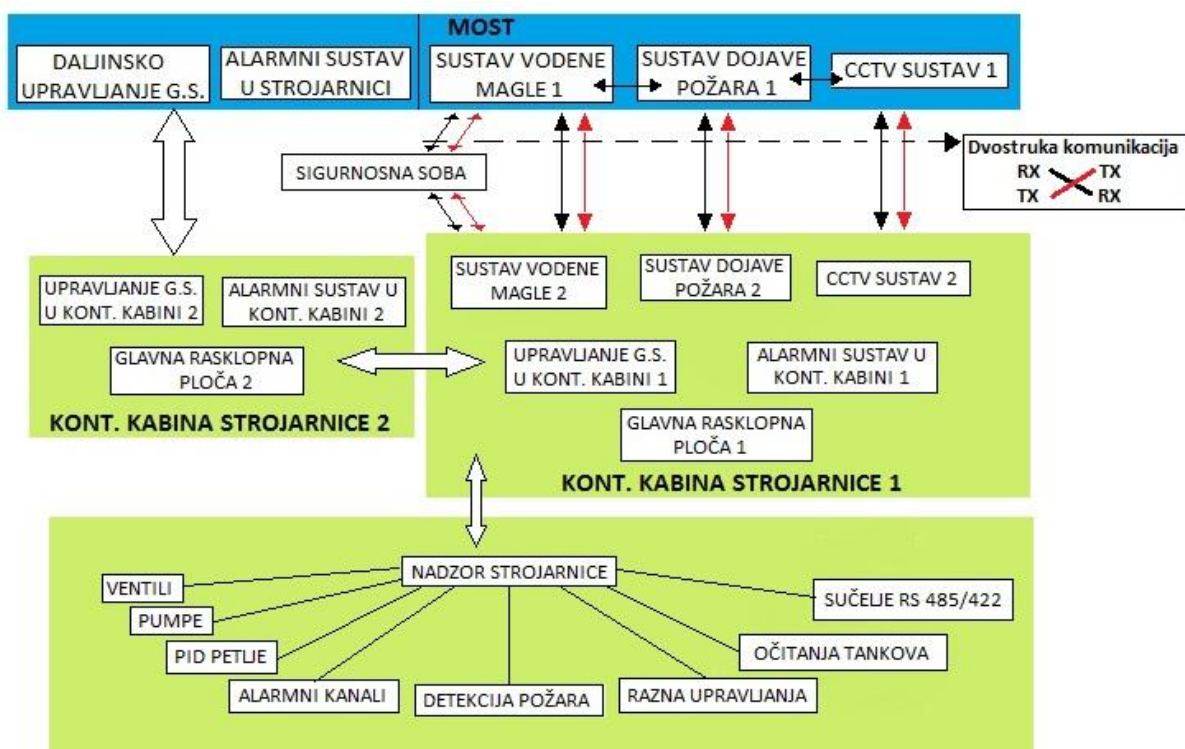 MOST
DALJINSKO
UPRAVLJANJE G.S.
ALARMNI SUSTAV
U STROJARNICI
SUSTAV VODENE
MAGLE 1
SUSTAV DOJAVE
POŽARA 1
CCTV SUSTAV 1
SIGURNOSNA SOBA
Dvostruka komunikacija
RX TX
TX RX
UPRAVLJANJE G.S.
U KONT. KABINI 2
ALARMNI SUSTAV U
KONT. KABINI 2
GLAVNA RASKLOPNA
PLOČA 2
KONT. KABINA STROJARNICE 2
SUSTAV VODENE
MAGLE 2
SUSTAV DOJAVE
POŽARA 2
CCTV SUSTAV 2
UPRAVLJANJE G.S.
U KONT. KABINI 1
ALARMNI SUSTAV U
KONT. KABINI 1
GLAVNA RASKLOPNA
PLOČA 1
KONT. KABINA STROJARNICE 1
NADZOR STROJARNICE
VENTILI
PUMPE
PID PETLJE
ALARMNI KANALI
DETEKCIJA POŽARA
RAZNA UPRAVLJANJA
OČITANJA TANKOVA
SUČELJE RS 485/422